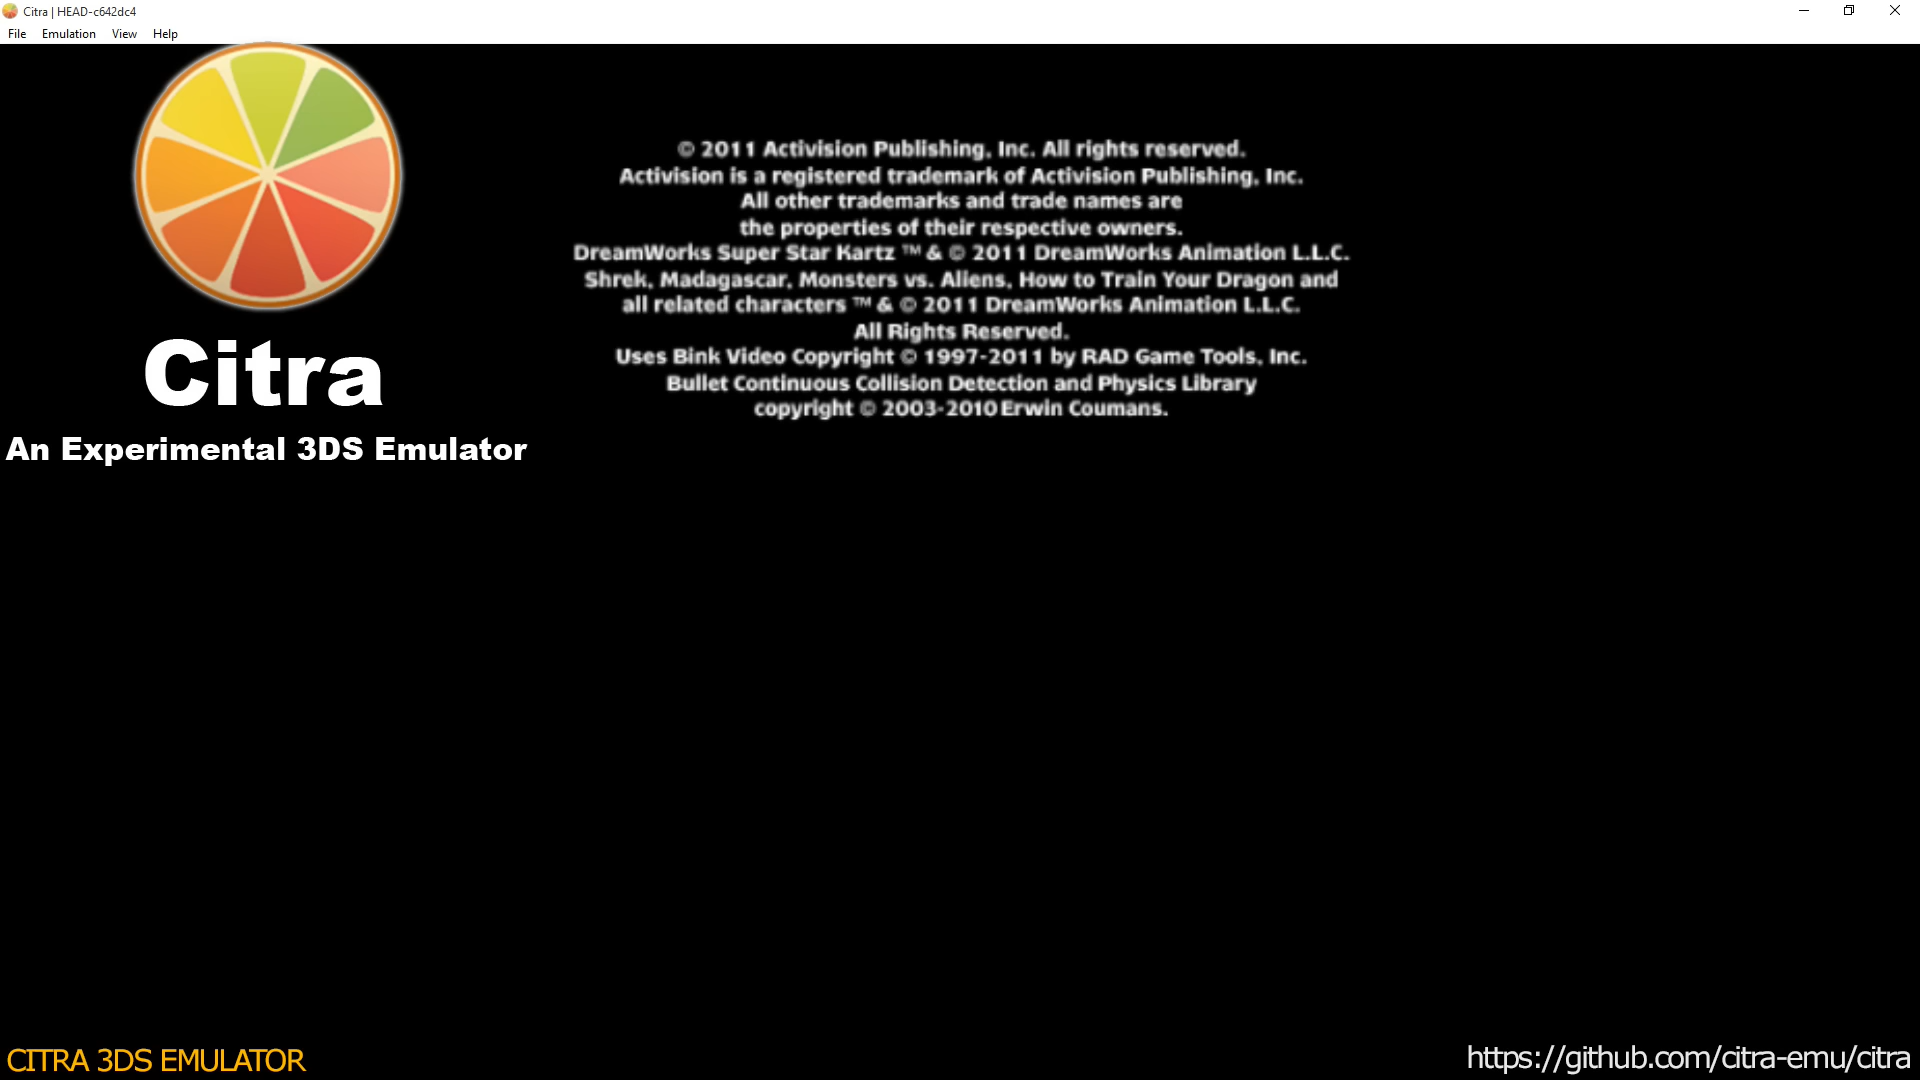 Citra | HEAD-c642dc4
File Emulation View Help
© 2011 Activision Publishing, Inc. All rights reserved.
Activision is a registered trademark of Activision Publishing, Inc.
All other trademarks and trade names are
the properties of their respective owners.
DreamWorks Super Star Kartz ™ & © 2011 DreamWorks Animation L.L.C.
Shrek, Madagascar, Monsters vs. Aliens, How to Train Your Dragon and
all related characters ™ & © 2011 DreamWorks Animation L.L.C.
All Rights Reserved.
Uses Bink Video Copyright © 1997-2011 by RAD Game Tools, Inc.
Bullet Continuous Collision Detection and Physics Library
copyright © 2003-2010 Erwin Coumans.
Citra
An Experimental 3DS Emulator
CITRA 3DS EMULATOR
https://github.com/citra-emu/citra